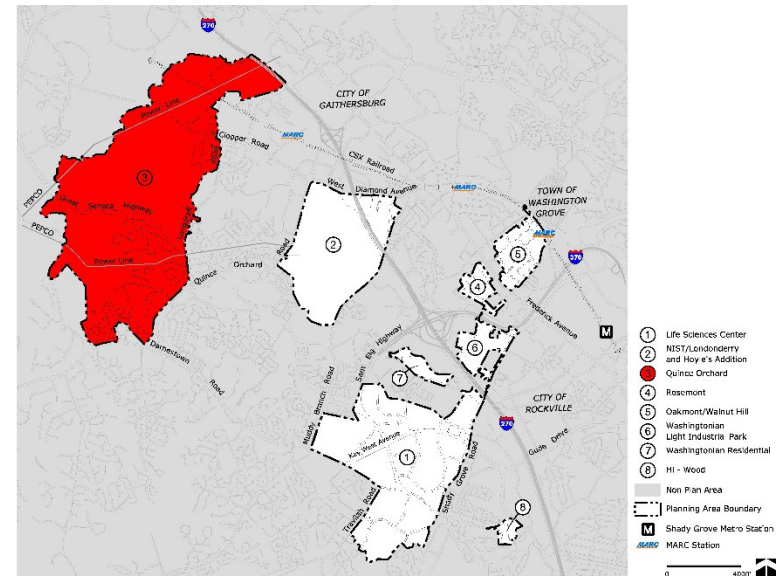 270
CITY OF
GAITHERSBURG
Power Line
Clopper Road
MARC
CSX Railroad
3
Road
West Diamond Avenue
MARC
TOWN OF
WASHINGTON
GROVE
PEPCO
Great Seneca Highway
Longdraft
MARC
2
5
370
PEPCO
Power Line
Road
Quince Orchard
4
Frederick Avenue
Darnestown Road
Sam Eig Highway
6
M
7
Muddy Branch Road
CITY OF
ROCKVILLE
270
Key West Avenue
1
Shady Grove Road
Gude Drive
Travilah Road
8
1 Life Sciences Center
2 NIST/Londonderry
and Hoyle's Addition
3 Quince Orchard
4 Rosemont
5 Oakmont/Walnut Hill
6 Washingtonian
Light Industrial Park
7 Washingtonian Residential
8 Hi - Wood
Non Plan Area
Planning Area Boundary
M Shady Grove Metro Station
MARC MARC Station
0 4000'